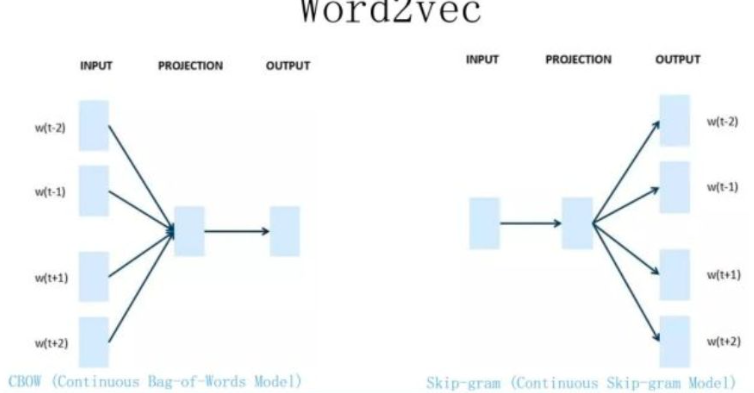 Word2vec
INPUT PROJECTION OUTPUT
w(t-2)
w(t-1)
w(t+1)
w(t+2)
CBOW (Continuous Bag-of-Words Model)
INPUT PROJECTION OUTPUT
w(t-2)
w(t-1)
w(t+1)
w(t+2)
Skip-gram (Continuous Skip-gram Model)